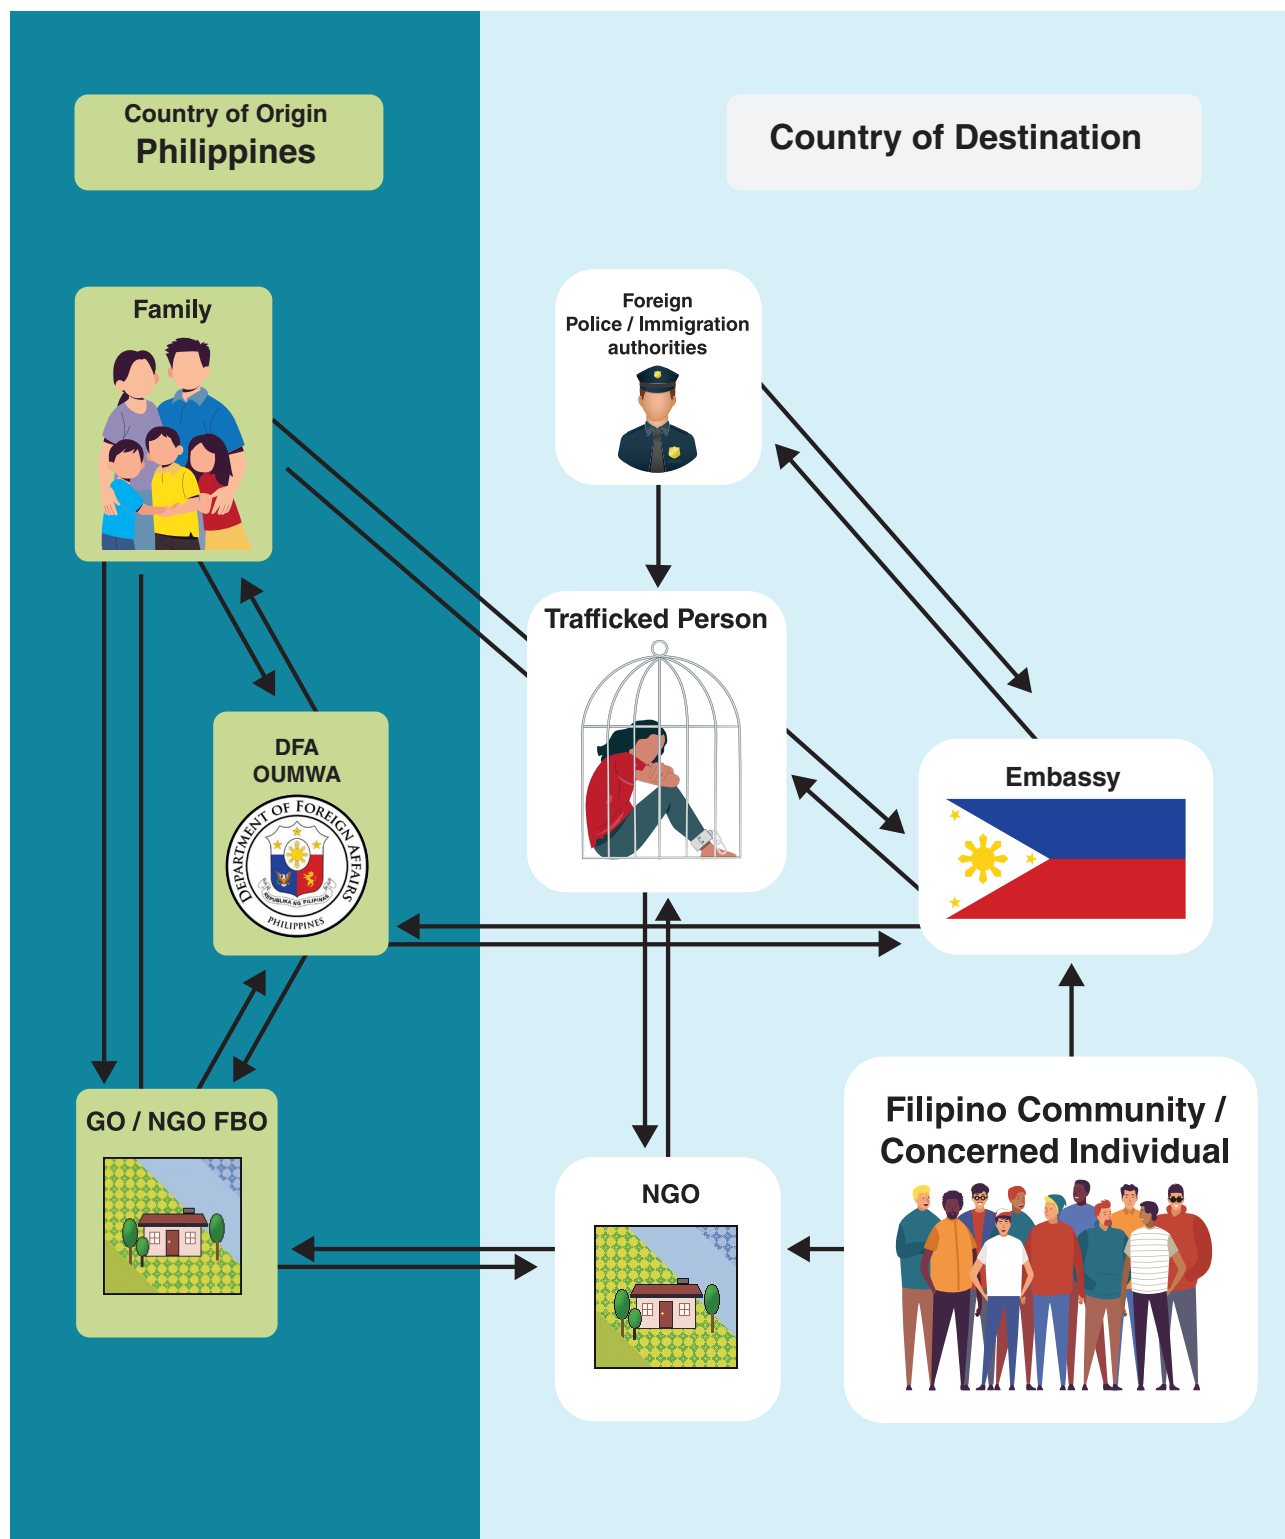 Country of Origin
Philippines
Country of Destination
Family
Foreign
Police / Immigration
authorities
Trafficked Person
DFA
OUMWA
DEPARTMENT OF FOREIGN AFFAIRS
REPUBLIKA NG PILIPINAS
PHILIPPINES
Embassy
GO / NGO FBO
Filipino Community /
Concerned Individual
NGO